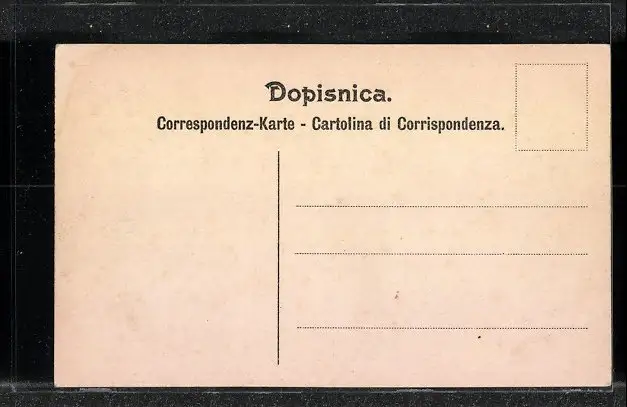 Dopisnica.
Correspondenz-Karte - Cartolina di Corrispondenza.